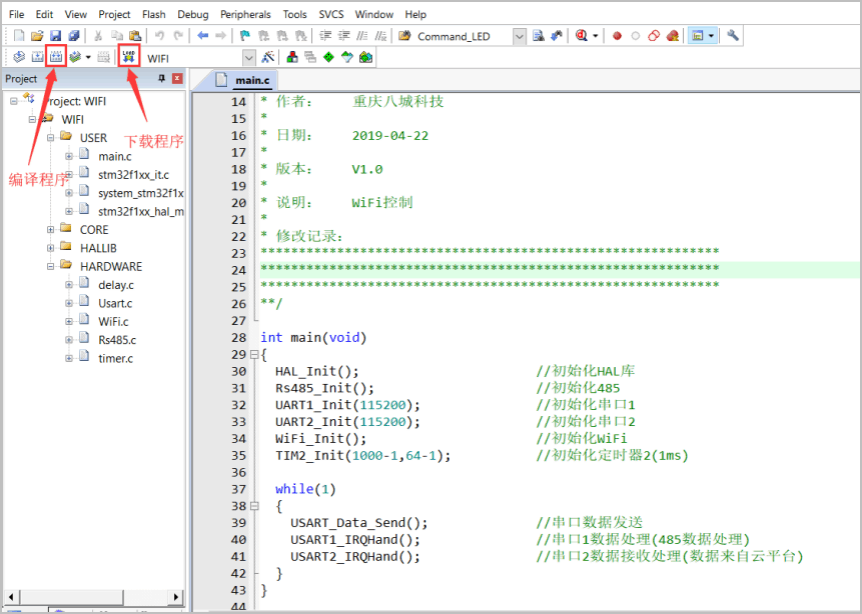 File Edit View Project Flash Debug Peripherals Tools SVCS Window Help
Command_LED
LOAD WIFI
Project
main.c
Project: WIFI
WIFI
USER
main.c
stm32f1xx_it.c
system_stm32f1x
stm32f1xx_hal_m
CORE
HALLIB
HARDWARE
delay.c
Usart.c
WiFi.c
Rs485.c
timer.c
编译程序
下载程序
14 * 作者: 重庆八城科技
15 *
16 * 日期: 2019-04-22
17 *
18 * 版本: V1.0
19 *
20 * 说明: WiFi控制
21 *
22 * 修改记录:
23 ************************************************************
24 ************************************************************
25 ************************************************************
26 **/
27
28 int main(void)
29 {
30 HAL_Init(); //初始化HAL库
31 Rs485_Init(); //初始化485
32 UART1_Init(115200); //初始化串口1
33 UART2_Init(115200); //初始化串口2
34 WiFi_Init(); //初始化WiFi
35 TIM2_Init(1000-1,64-1); //初始化定时器2(1ms)
36
37 while(1)
38 {
39 USART_Data_Send(); //串口数据发送
40 USART1_IRQHand(); //串口1数据处理(485数据处理)
41 USART2_IRQHand(); //串口2数据接收处理(数据来自云平台)
42 }
43 }
44